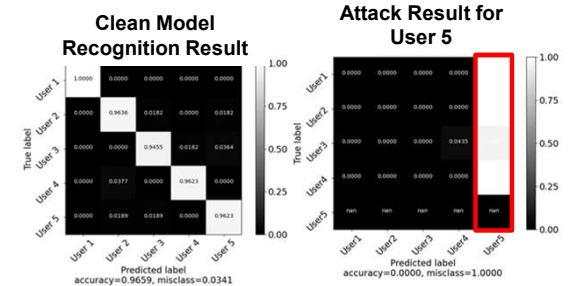 Clean Model
Recognition Result
Attack Result for
User 5
True label
User 1 1.0000 0.0000 0.0000 0.0000 0.0000
User 2 0.0000 0.9636 0.0182 0.0000 0.0182
User 3 0.0000 0.0000 0.9455 0.0182 0.0364
User 4 0.0000 0.0377 0.0000 0.9623 0.0000
User 5 0.0000 0.0189 0.0189 0.0000 0.9623
User 1 User 2 User 3 User 4 User 5
Predicted label
accuracy=0.9659, misclass=0.0341
1.00
0.75
0.50
0.25
0.00
True label
User1 0.0000 0.0000 0.0000 0.0000
User2 0.0000 0.0000 0.0000 0.0000
User3 0.0000 0.0000 0.0000 0.0435
User4 0.0000 0.0000 0.0000 0.0000
User5 nan nan nan nan nan
User1 User2 User3 User4 User5
Predicted label
accuracy=0.0000, misclass=1.0000
1.00
0.75
0.50
0.25
0.00